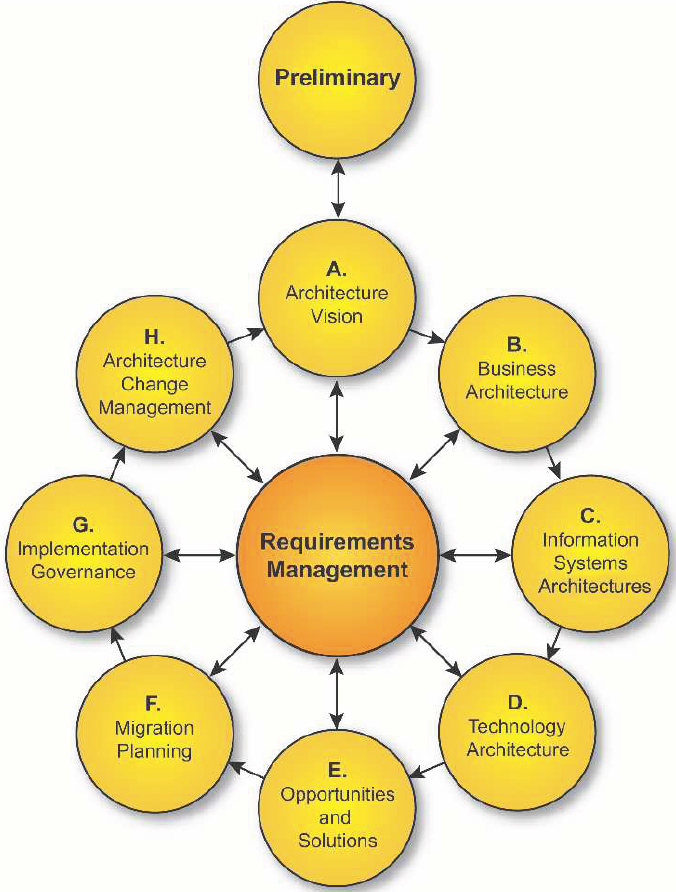 Preliminary
A.
Architecture
Vision
B.
Business
Architecture
C.
Information
Systems
Architectures
D.
Technology
Architecture
E.
Opportunities
and
Solutions
F.
Migration
Planning
G.
Implementation
Governance
H.
Architecture
Change
Management
Requirements
Management